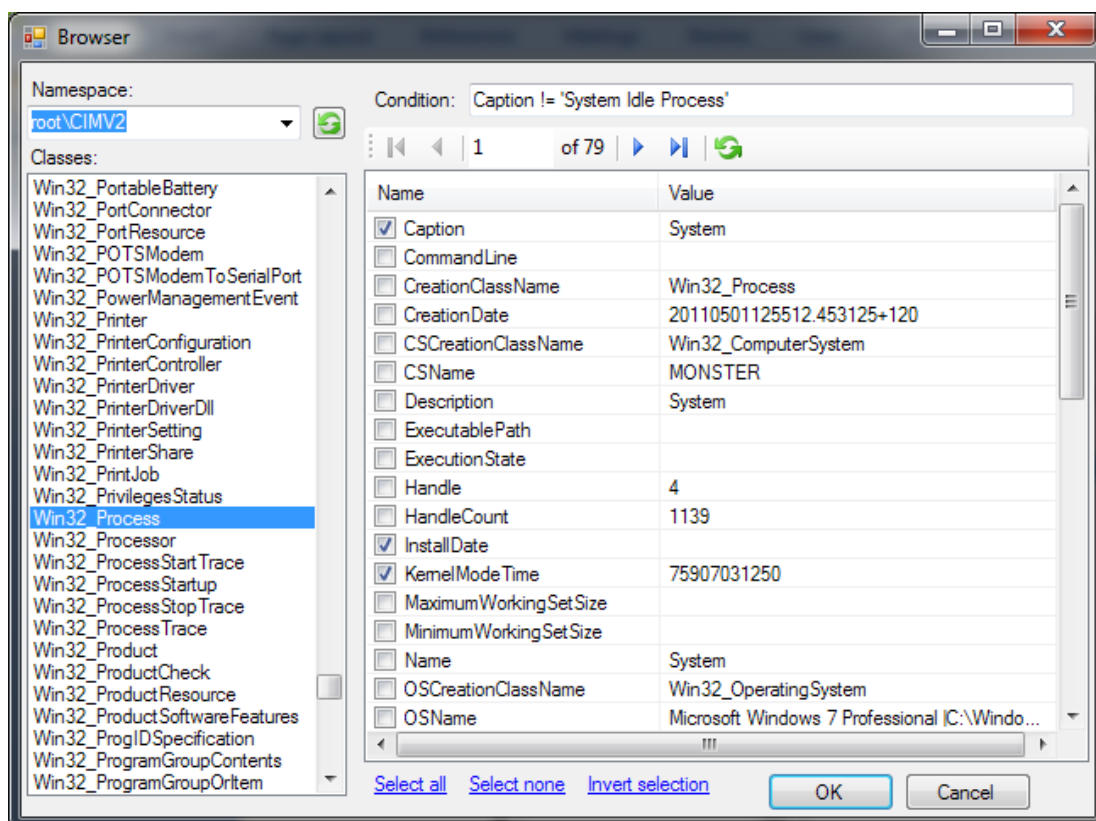 Browser
Namespace:
root\CIMV2
Classes:
Win32_PortableBattery
Win32_PortConnector
Win32_PortResource
Win32_POTSModem
Win32_POTSModemToSerialPort
Win32_PowerManagementEvent
Win32_Printer
Win32_PrinterConfiguration
Win32_PrinterController
Win32_PrinterDriver
Win32_PrinterDriverDll
Win32_PrinterSetting
Win32_PrinterShare
Win32_PrintJob
Win32_PrivilegesStatus
Win32_Process
Win32_Processor
Win32_ProcessStartTrace
Win32_ProcessStartup
Win32_ProcessStopTrace
Win32_ProcessTrace
Win32_Product
Win32_ProductCheck
Win32_ProductResource
Win32_ProductSoftwareFeatures
Win32_ProgIDSpecification
Win32_ProgramGroupContents
Win32_ProgramGroupOrItem
Condition: Caption != 'System Idle Process'
1 of 79
Name Value
Caption System
CommandLine
CreationClassName Win32_Process
CreationDate 20110501125512.453125+120
CSCreationClassName Win32_ComputerSystem
CSName MONSTER
Description System
ExecutablePath
ExecutionState
Handle 4
HandleCount 1139
InstallDate
KernelModeTime 75907031250
MaximumWorkingSetSize
MinimumWorkingSetSize
Name System
OSCreationClassName Win32_OperatingSystem
OSName Microsoft Windows 7 Professional |C:\Windo...
Select all Select none Invert selection OK Cancel